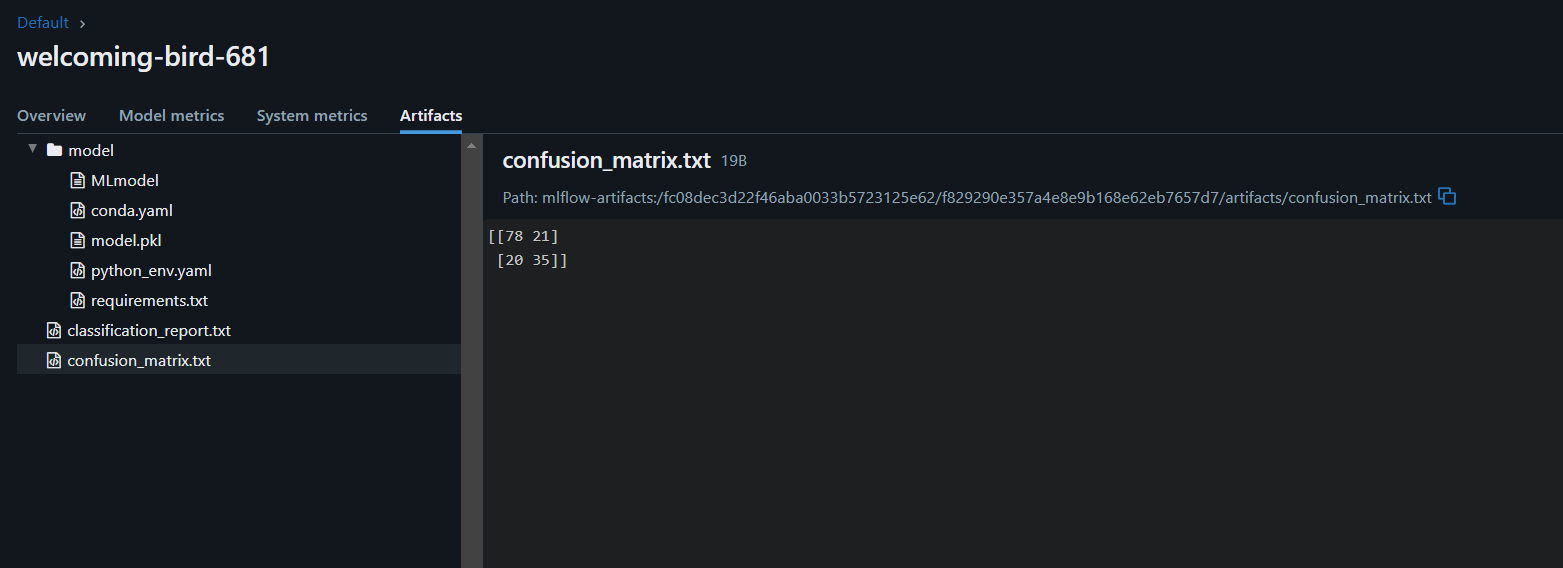 Default >
welcoming-bird-681
Overview Model metrics System metrics Artifacts
model
MLmodel
conda.yaml
model.pkl
python_env.yaml
requirements.txt
classification_report.txt
confusion_matrix.txt
confusion_matrix.txt 19B
Path: mlflow-artifacts:/fc08dec3d22f46aba0033b5723125e62/f829290e357a4e8e9b168e62eb7657d7/artifacts/confusion_matrix.txt
[[78 21]
[20 35]]